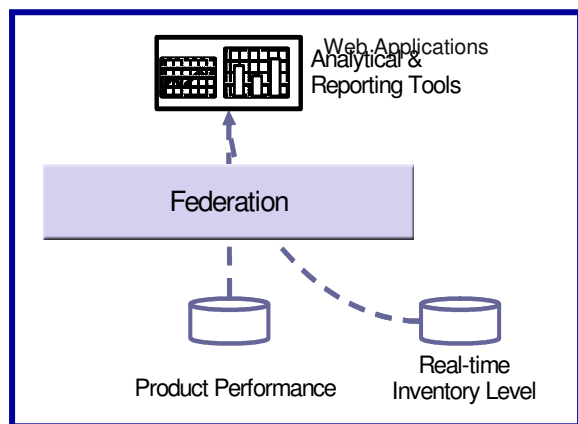 Web Applications
Analytical &
Reporting Tools
Federation
Product Performance
Real-time
Inventory Level